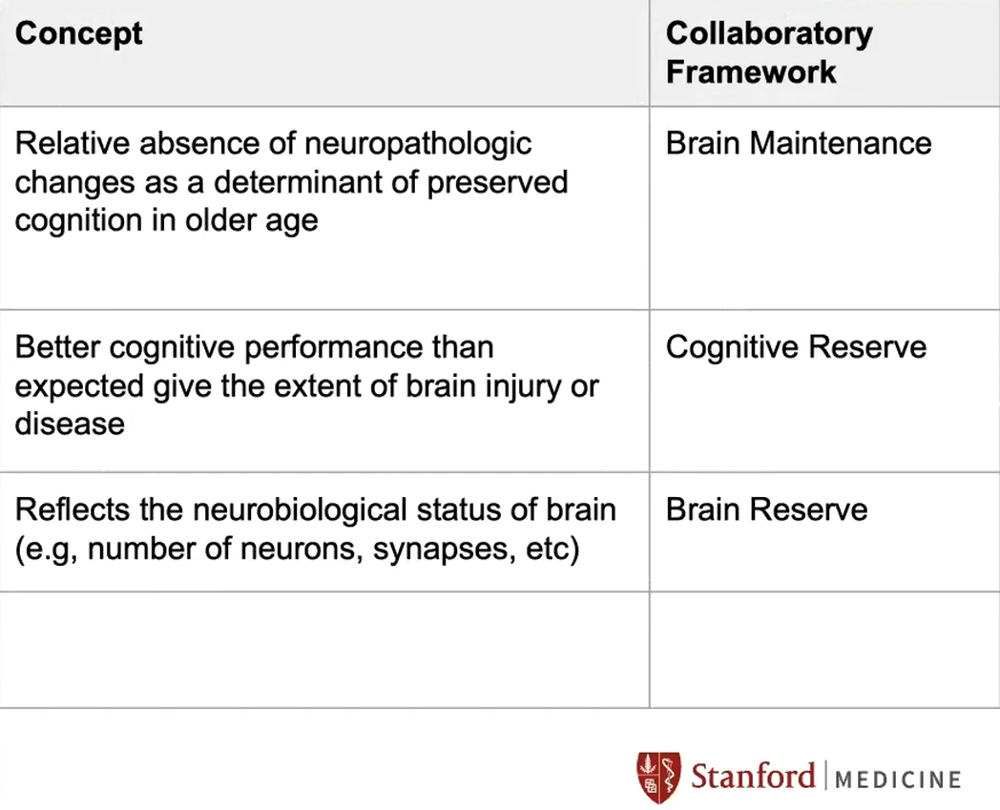 Concept
Collaboratory
Framework
Relative absence of neuropathologic
changes as a determinant of preserved
cognition in older age
Brain Maintenance
Better cognitive performance than
expected give the extent of brain injury or
disease
Cognitive Reserve
Reflects the neurobiological status of brain
(e.g, number of neurons, synapses, etc)
Brain Reserve
Stanford MEDICINE